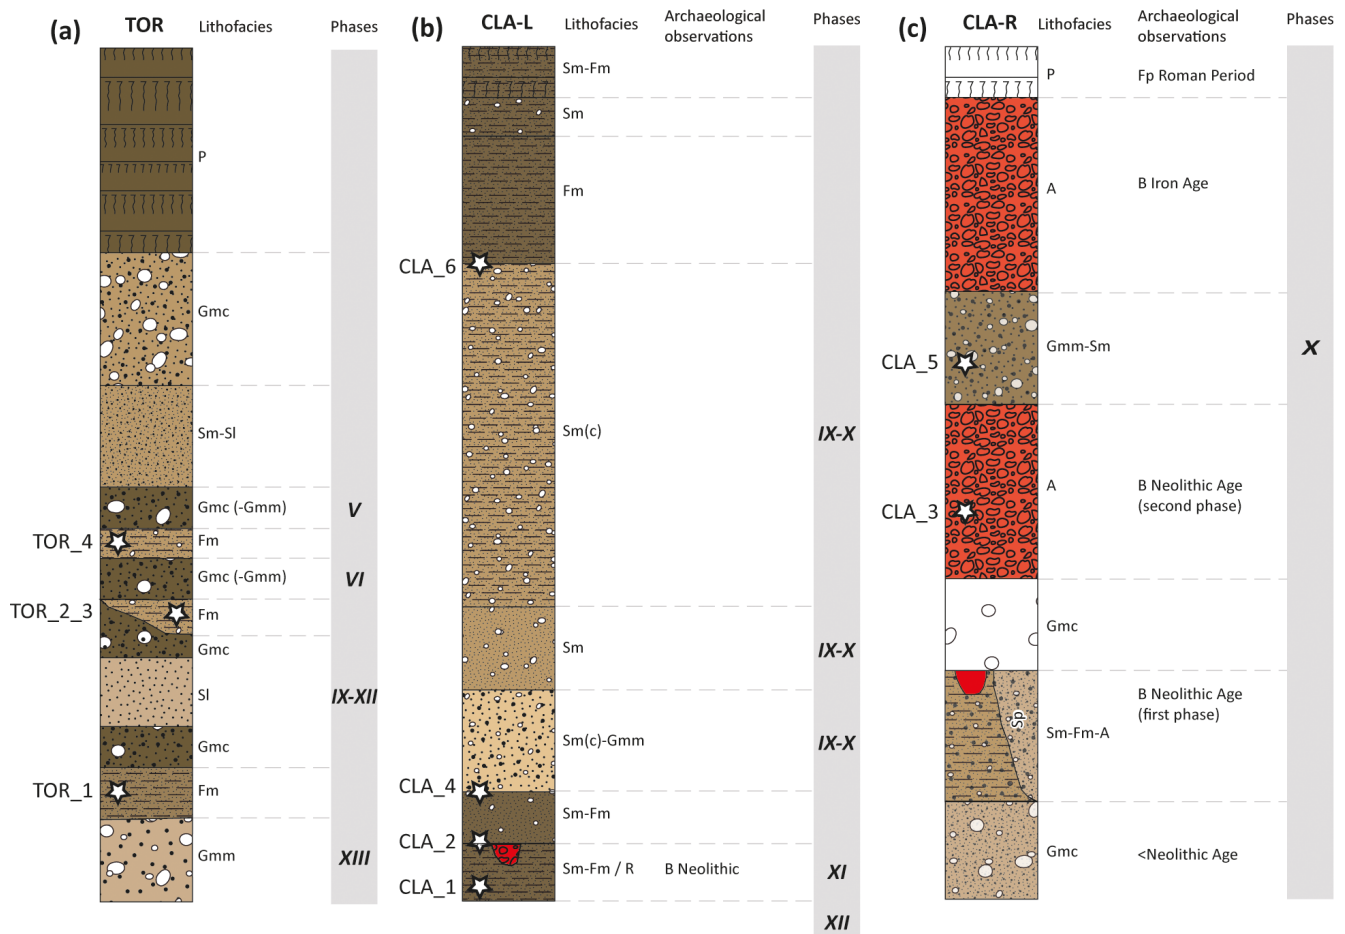 (a) TOR Lithofacies Phases
P
Gmc
Sm-Sl
Gmc (-Gmm) V
TOR_4 Fm
Gmc (-Gmm) VI
TOR_2_3 Fm
Gmc
Sl IX-XII
Gmc
TOR_1 Fm
Gmm XIII
(b) CLA-L Lithofacies Archaeological observations Phases
Sm-Fm
Sm
Fm
CLA_6
Sm(c) IX-X
Sm IX-X
Sm(c)-Gmm IX-X
CLA_4
Sm-Fm
CLA_2
Sm-Fm / R B Neolithic XI
CLA_1
XII
(c) CLA-R Lithofacies Archaeological observations Phases
P Fp Roman Period
A B Iron Age
Gmm-Sm X
CLA_5
A B Neolithic Age
(second phase)
CLA_3
Gmc
B Neolithic Age
(first phase)
Sp
Sm-Fm-A
Gmc <Neolithic Age